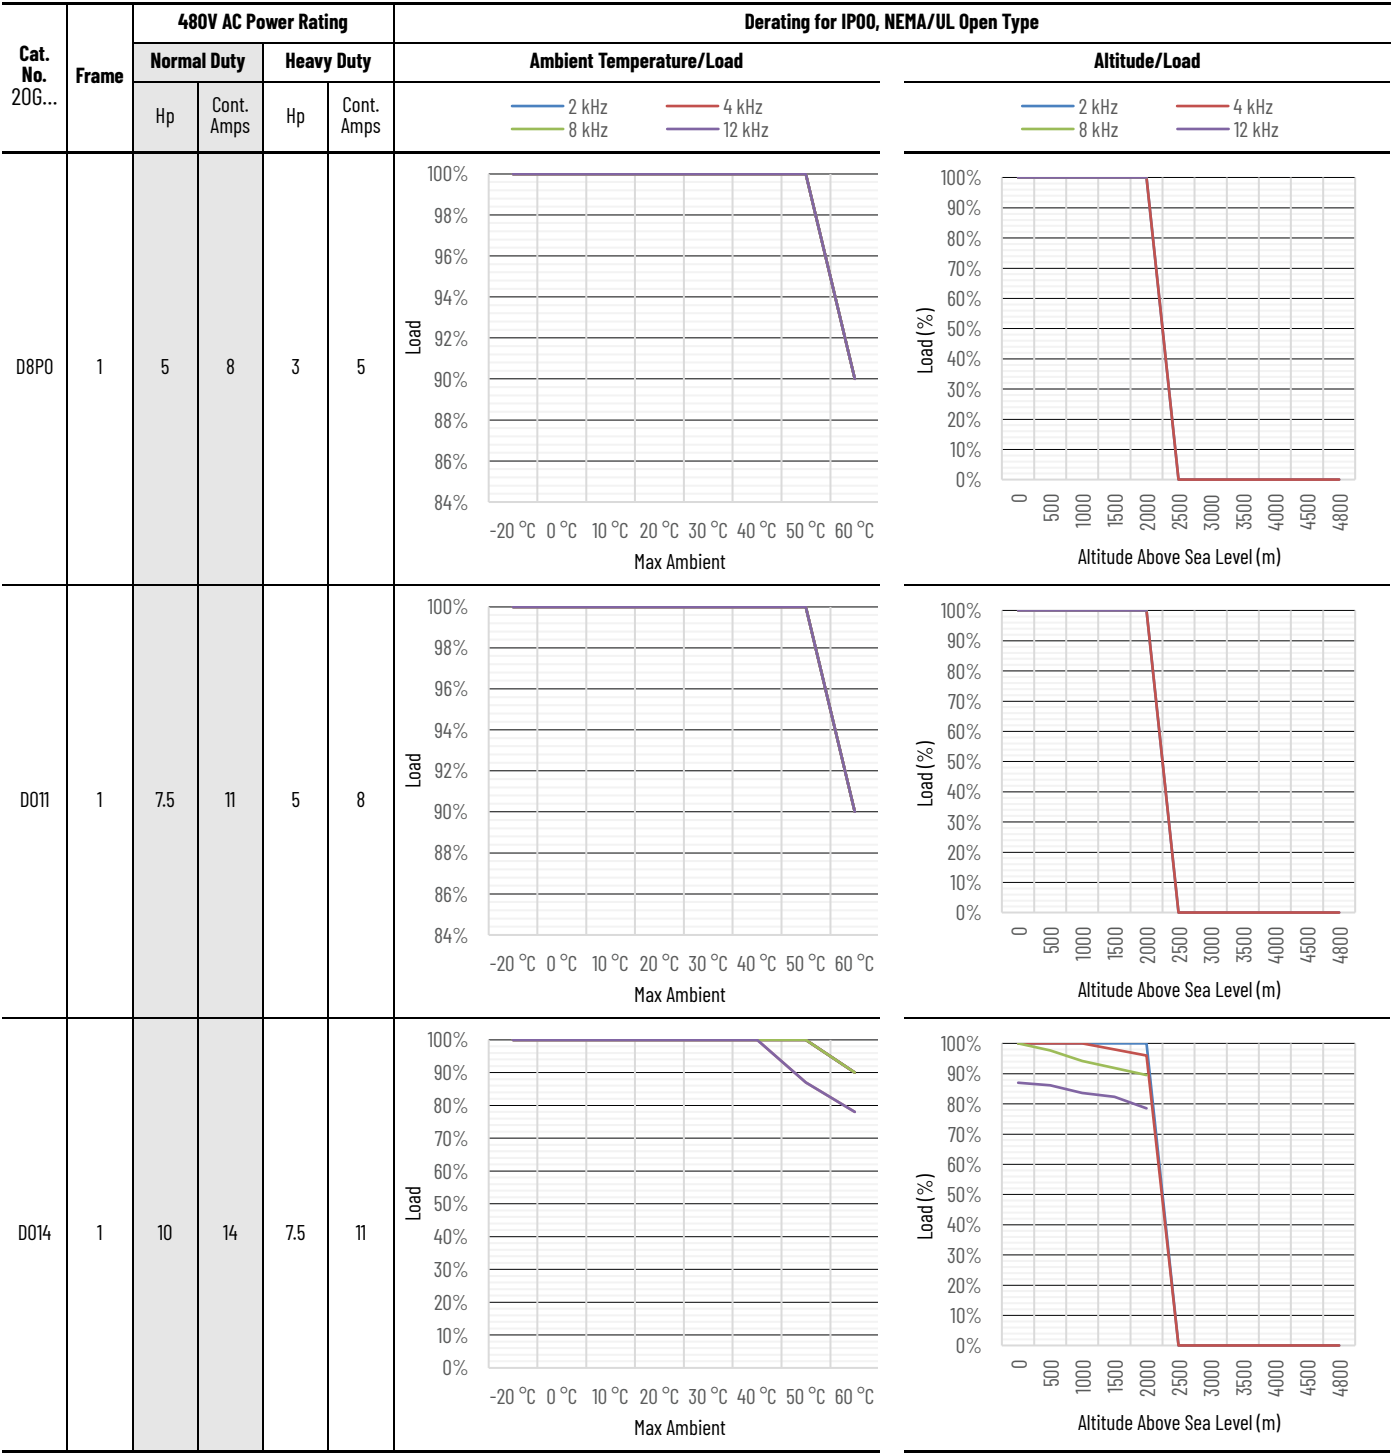 Cat. No. 20G...
Frame
480V AC Power Rating
Derating for IP00, NEMA/UL Open Type
Normal Duty
Heavy Duty
Ambient Temperature/Load
Altitude/Load
Hp
Cont. Amps
Hp
Cont. Amps
2 kHz
4 kHz
8 kHz
12 kHz
2 kHz
4 kHz
8 kHz
12 kHz
D8P0
1
5
8
3
5
Load
100%
98%
96%
94%
92%
90%
88%
86%
84%
-20 °C 0 °C 10 °C 20 °C 30 °C 40 °C 50 °C 60 °C
Max Ambient
Load (%)
100%
90%
80%
70%
60%
50%
40%
30%
20%
10%
0%
0 500 1000 1500 2000 2500 3000 3500 4000 4500 4800
Altitude Above Sea Level (m)
D011
1
7.5
11
5
8
Load
100%
98%
96%
94%
92%
90%
88%
86%
84%
-20 °C 0 °C 10 °C 20 °C 30 °C 40 °C 50 °C 60 °C
Max Ambient
Load (%)
100%
90%
80%
70%
60%
50%
40%
30%
20%
10%
0%
0 500 1000 1500 2000 2500 3000 3500 4000 4500 4800
Altitude Above Sea Level (m)
D014
1
10
14
7.5
11
Load
100%
90%
80%
70%
60%
50%
40%
30%
20%
10%
0%
-20 °C 0 °C 10 °C 20 °C 30 °C 40 °C 50 °C 60 °C
Max Ambient
Load (%)
100%
90%
80%
70%
60%
50%
40%
30%
20%
10%
0%
0 500 1000 1500 2000 2500 3000 3500 4000 4500 4800
Altitude Above Sea Level (m)